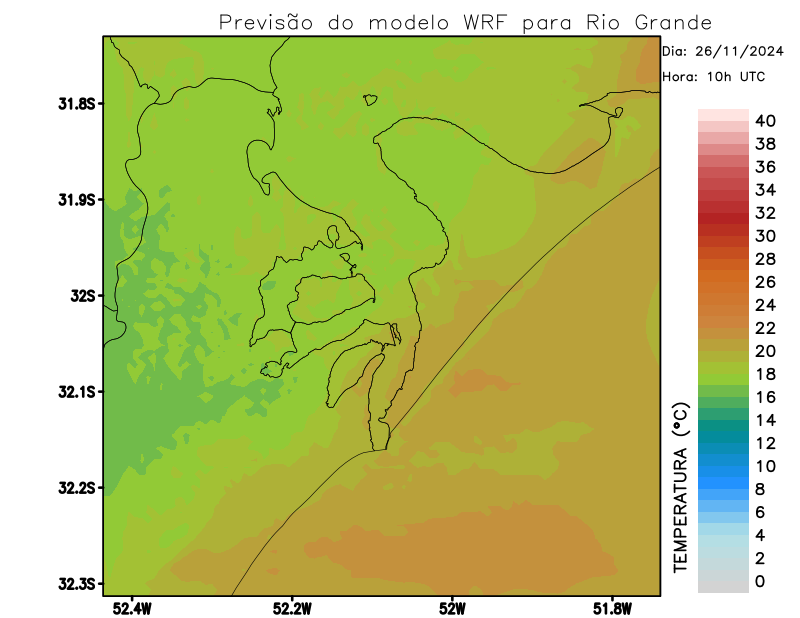 Previsão do modelo WRF para Rio Grande
Dia: 26/11/2024
Hora: 10h UTC
31.8S
31.9S
32S
32.1S
32.2S
32.3S
52.4W
52.2W
52W
51.8W
TEMPERATURA (°C)
40
38
36
34
32
30
28
26
24
22
20
18
16
14
12
10
8
6
4
2
0